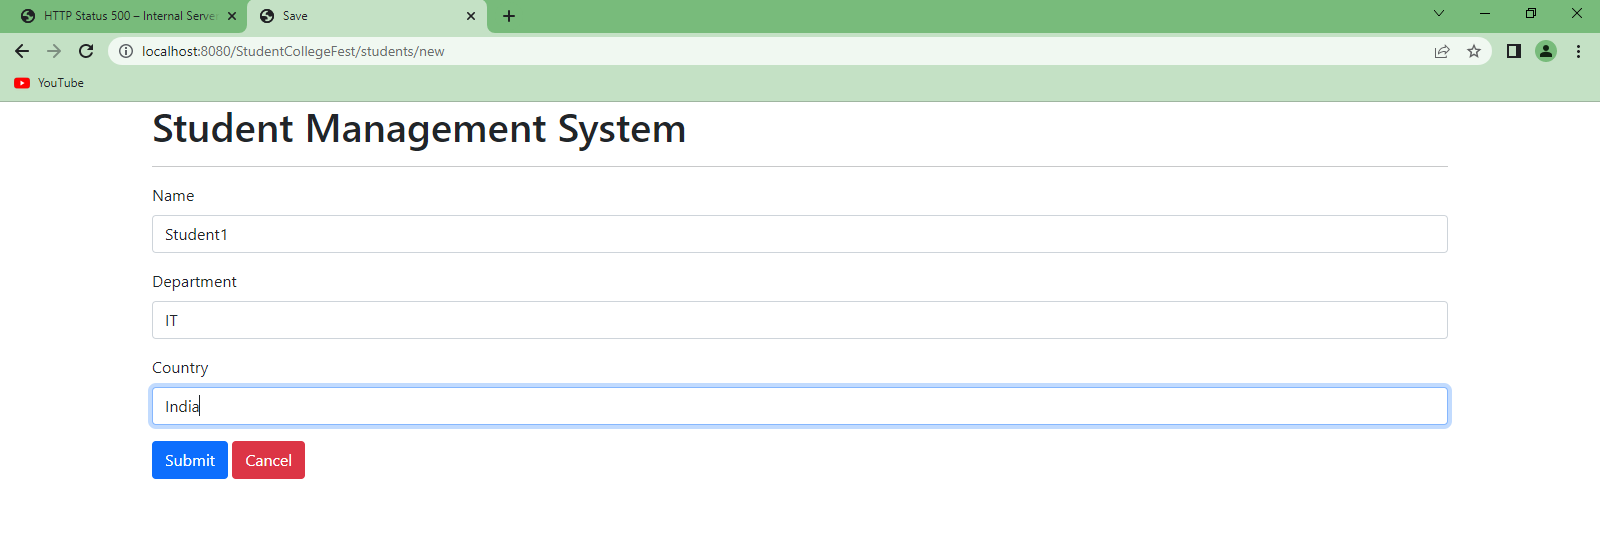 HTTP Status 500 – Internal Server
Save
localhost:8080/StudentCollegeFest/students/new
YouTube
Student Management System
Name
Student1
Department
IT
Country
India
Submit Cancel